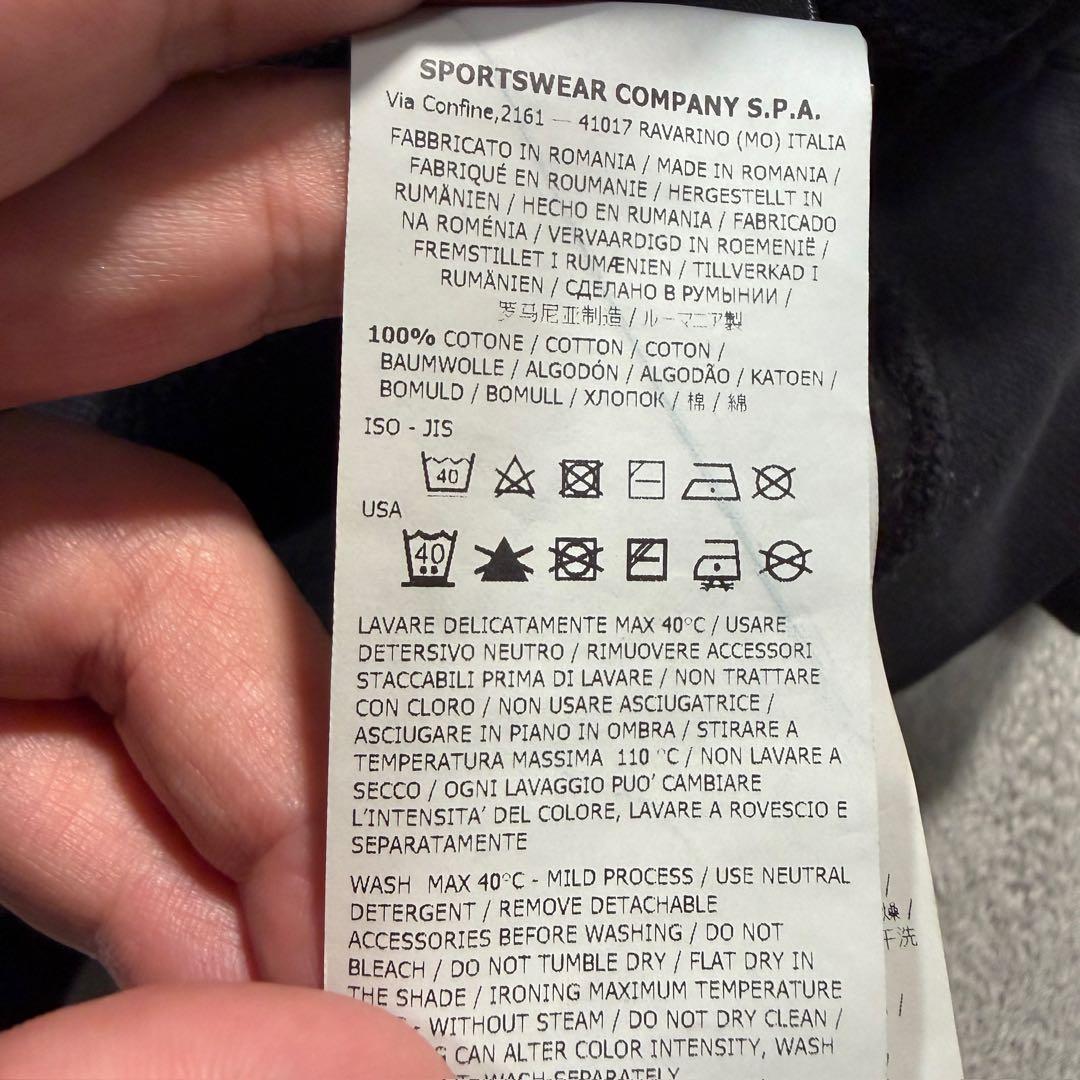 SPORTSWEAR COMPANY S.P.A.
Via Confine,2161 — 41017 RAVARINO (MO) ITALIA
FABBRICATO IN ROMANIA / MADE IN ROMANIA /
FABRIQUÉ EN ROUMANIE / HERGESTELLT IN
RUMÄNIEN / HECHO EN RUMANIA / FABRICADO
NA ROMÉNIA / VERVAARDIGD IN ROEMENIË /
FREMSTILLET I RUMÆNIEN / TILLVERKAD I
RUMÄNIEN / СДЕЛАНО В РУМЫНИИ /
罗马尼亚制造 / ルーマニア製
100% COTONE / COTTON / COTON /
BAUMWOLLE / ALGODÓN / ALGODÃO / KATOEN /
BOMULD / BOMULL / ХЛОПОК / 棉 / 綿
ISO - JIS
40
USA
40
LAVARE DELICATAMENTE MAX 40°C / USARE
DETERSIVO NEUTRO / RIMUOVERE ACCESSORI
STACCABILI PRIMA DI LAVARE / NON TRATTARE
CON CLORO / NON USARE ASCIUGATRICE /
ASCIUGARE IN PIANO IN OMBRA / STIRARE A
TEMPERATURA MASSIMA 110 °C / NON LAVARE A
SECCO / OGNI LAVAGGIO PUO' CAMBIARE
L'INTENSITA' DEL COLORE, LAVARE A ROVESCIO E
SEPARATAMENTE
WASH MAX 40°C - MILD PROCESS / USE NEUTRAL
DETERGENT / REMOVE DETACHABLE
ACCESSORIES BEFORE WASHING / DO NOT
BLEACH / DO NOT TUMBLE DRY / FLAT DRY IN
THE SHADE / IRONING MAXIMUM TEMPERATURE
- WITHOUT STEAM / DO NOT DRY CLEAN /
CAN ALTER COLOR INTENSITY, WASH
WASH SEPARATELY
/
燥 /
干洗
/